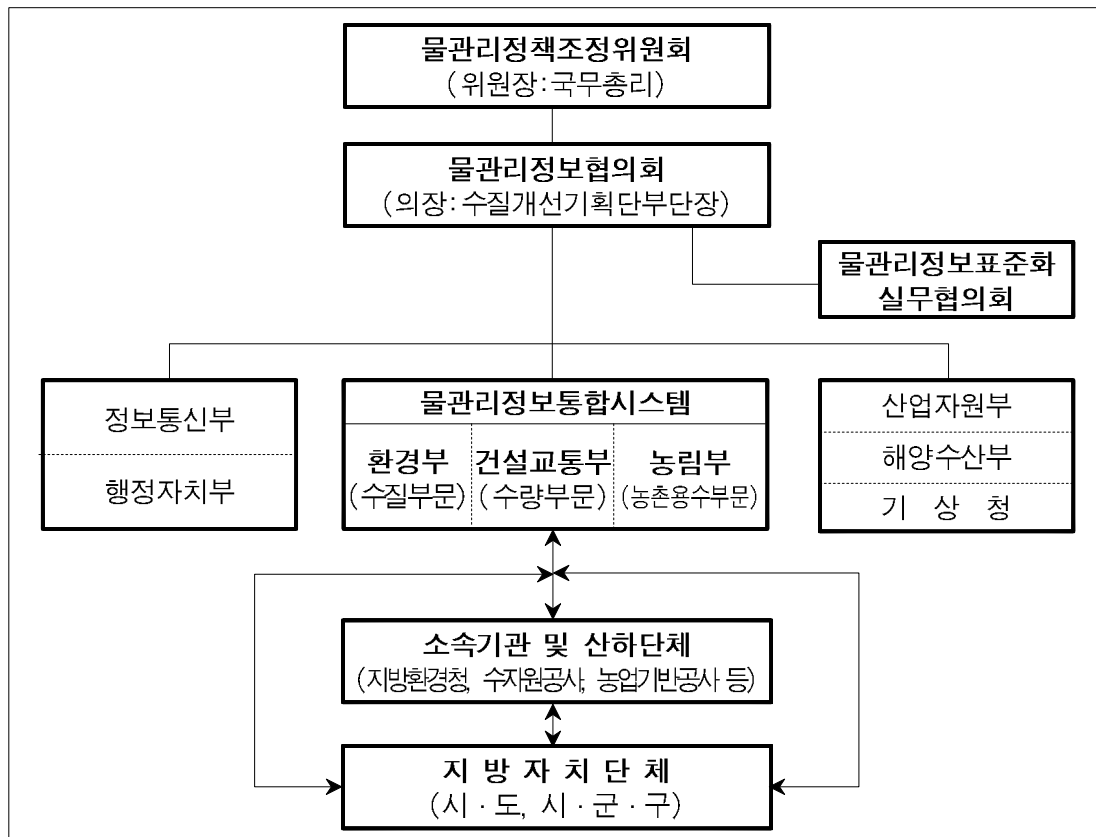 물관리정책조정위원회
(위원장:국무총리)
물관리정보협의회
(의장:수질개선기획단부단장)
물관리정보표준화
실무협의회
정보통신부
행정자치부
물관리정보통합시스템
환경부
(수질부문)
건설교통부
(수량부문)
농림부
(농촌용수부문)
산업자원부
해양수산부
기 상 청
소속기관 및 산하단체
(지방환경청, 수자원공사, 농업기반공사 등)
지 방 자 치 단 체
(시·도, 시·군·구)